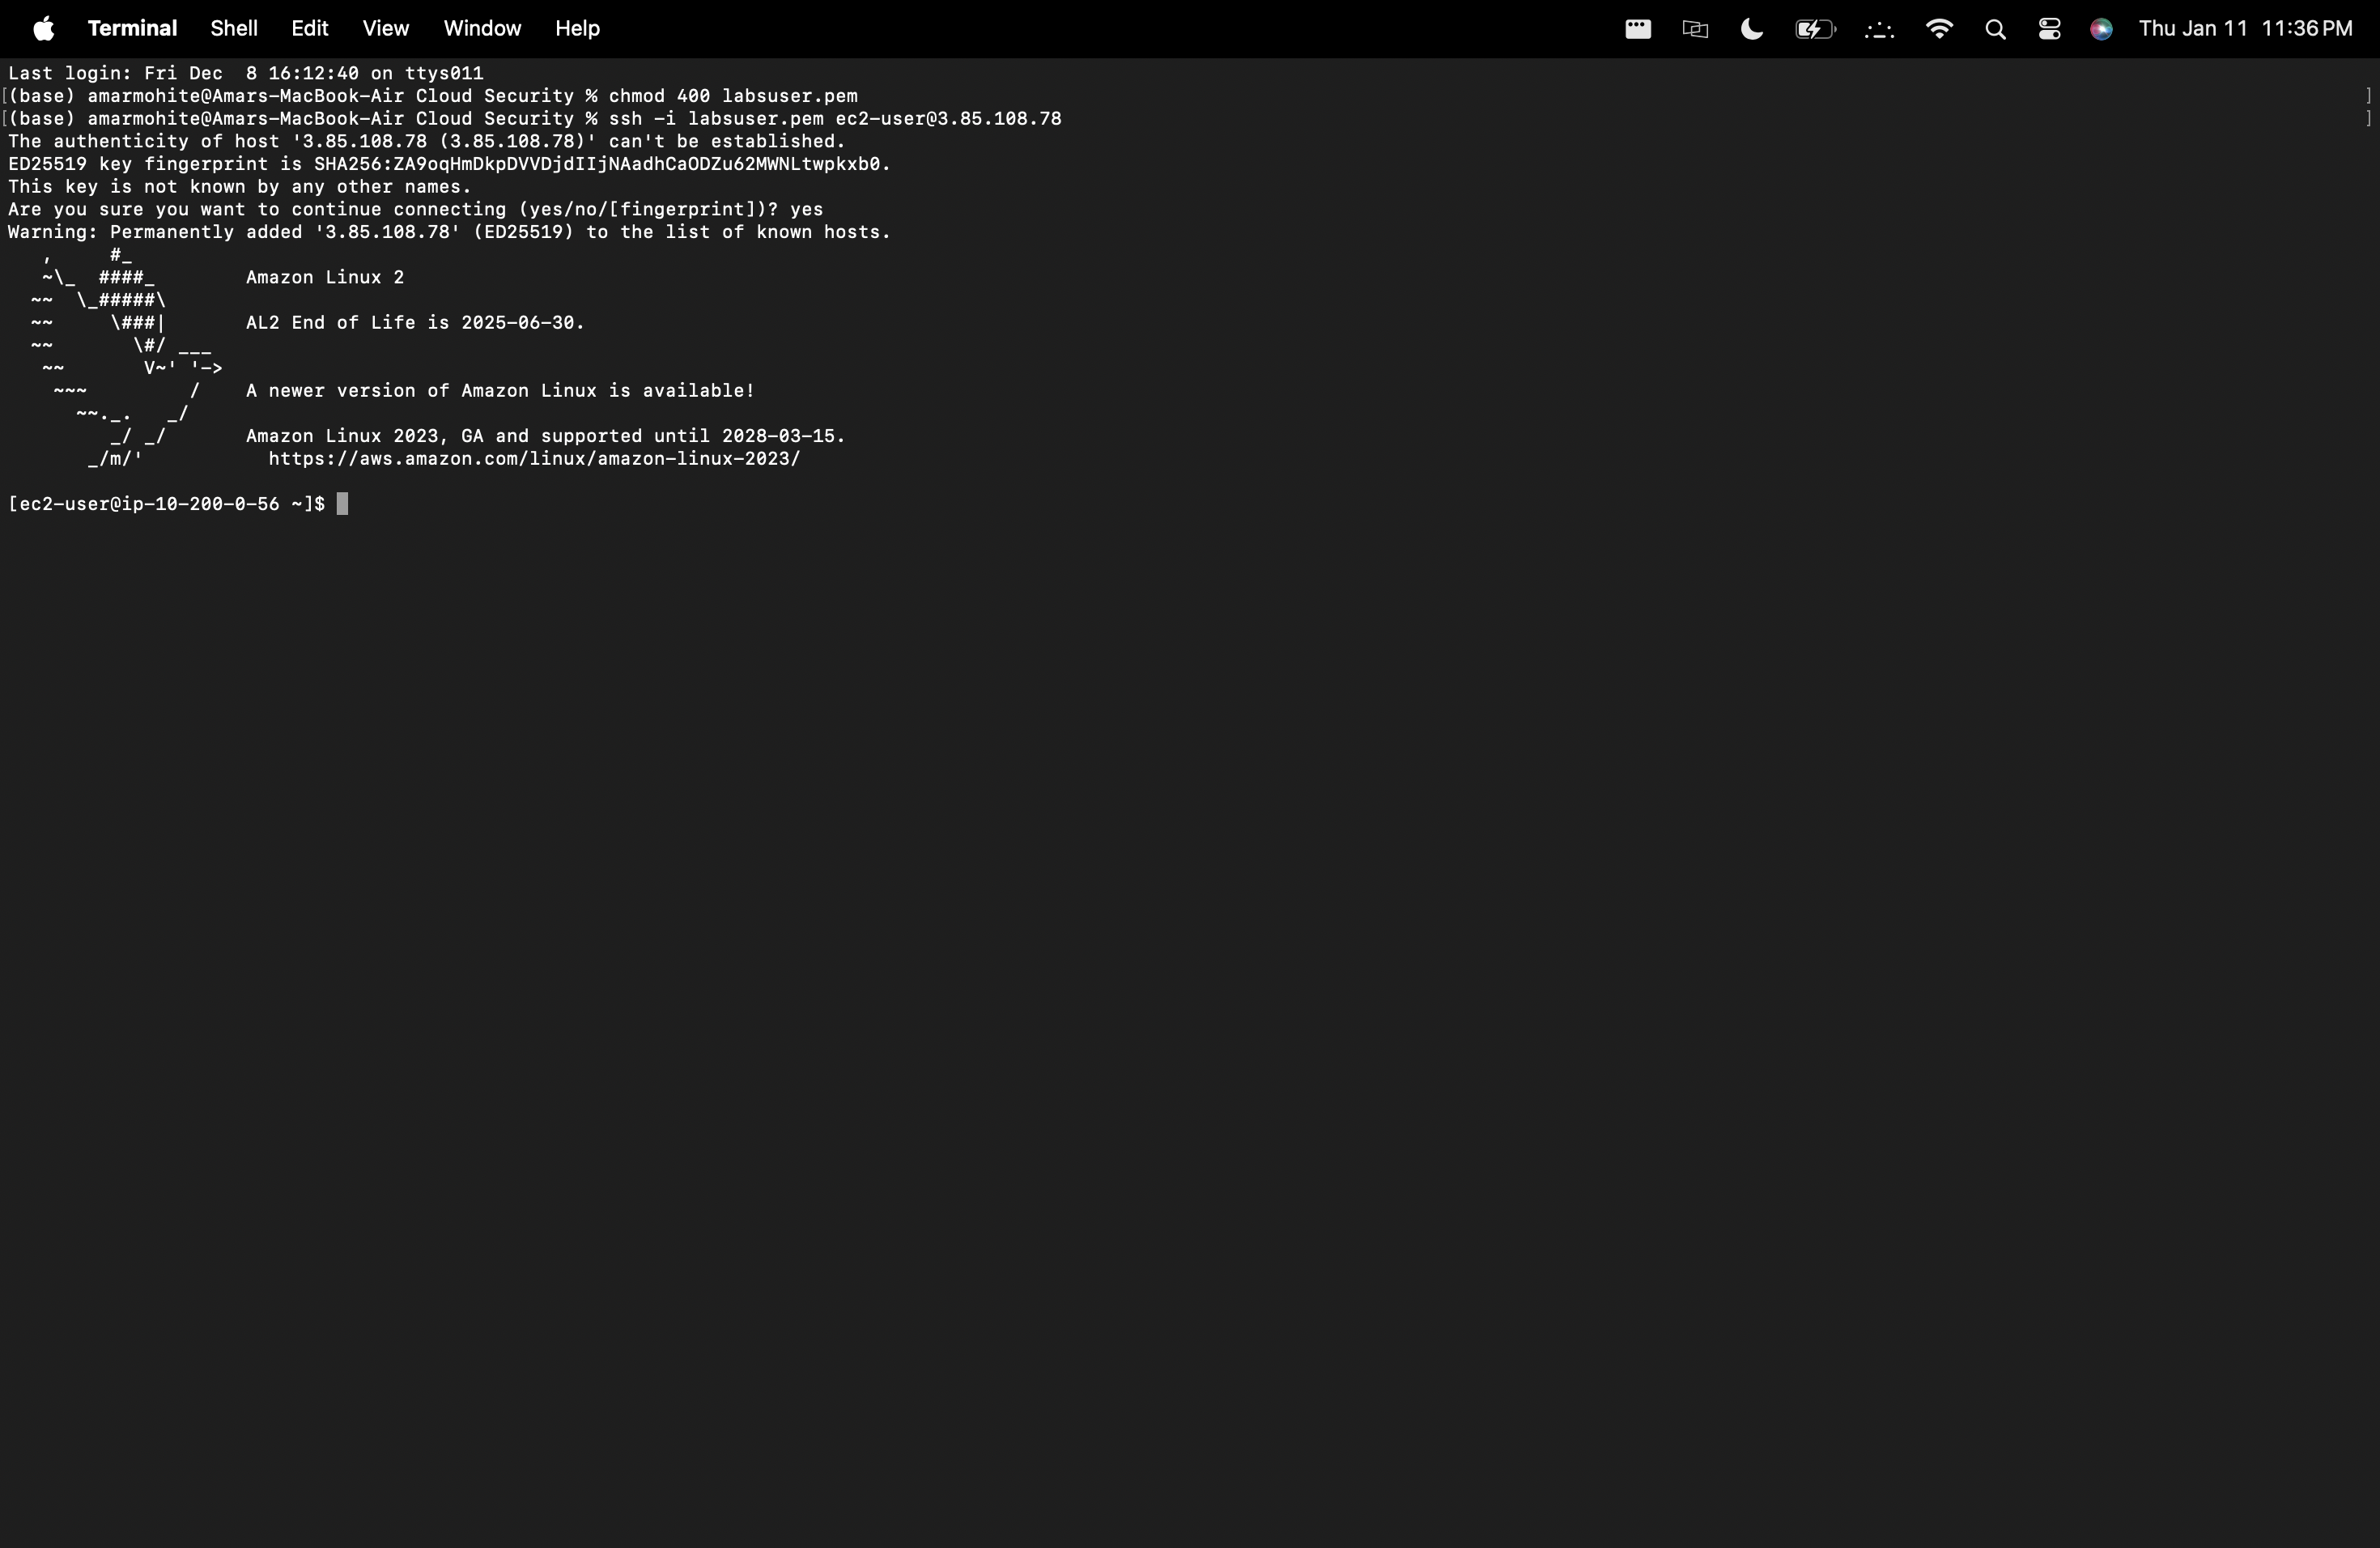 Terminal Shell Edit View Window Help Thu Jan 11 11:36 PM
Last login: Fri Dec  8 16:12:40 on ttys011
[(base) amarmohite@Amars-MacBook-Air Cloud Security % chmod 400 labsuser.pem ]
[(base) amarmohite@Amars-MacBook-Air Cloud Security % ssh -i labsuser.pem ec2-user@3.85.108.78 ]
The authenticity of host '3.85.108.78 (3.85.108.78)' can't be established.
ED25519 key fingerprint is SHA256:ZA9oqHmDkpDVVDjdIIjNAadhCaODZu62MWNLtwpkxb0.
This key is not known by any other names.
Are you sure you want to continue connecting (yes/no/[fingerprint])? yes
Warning: Permanently added '3.85.108.78' (ED25519) to the list of known hosts.
   ,     #_
   ~\_  ####_        Amazon Linux 2
  ~~  \_#####\
  ~~     \###|       AL2 End of Life is 2025-06-30.
  ~~       \#/ ___
   ~~       V~' '->
    ~~~         /    A newer version of Amazon Linux is available!
      ~~._.   _/
         _/ _/       Amazon Linux 2023, GA and supported until 2028-03-15.
       _/m/'           https://aws.amazon.com/linux/amazon-linux-2023/
[ec2-user@ip-10-200-0-56 ~]$